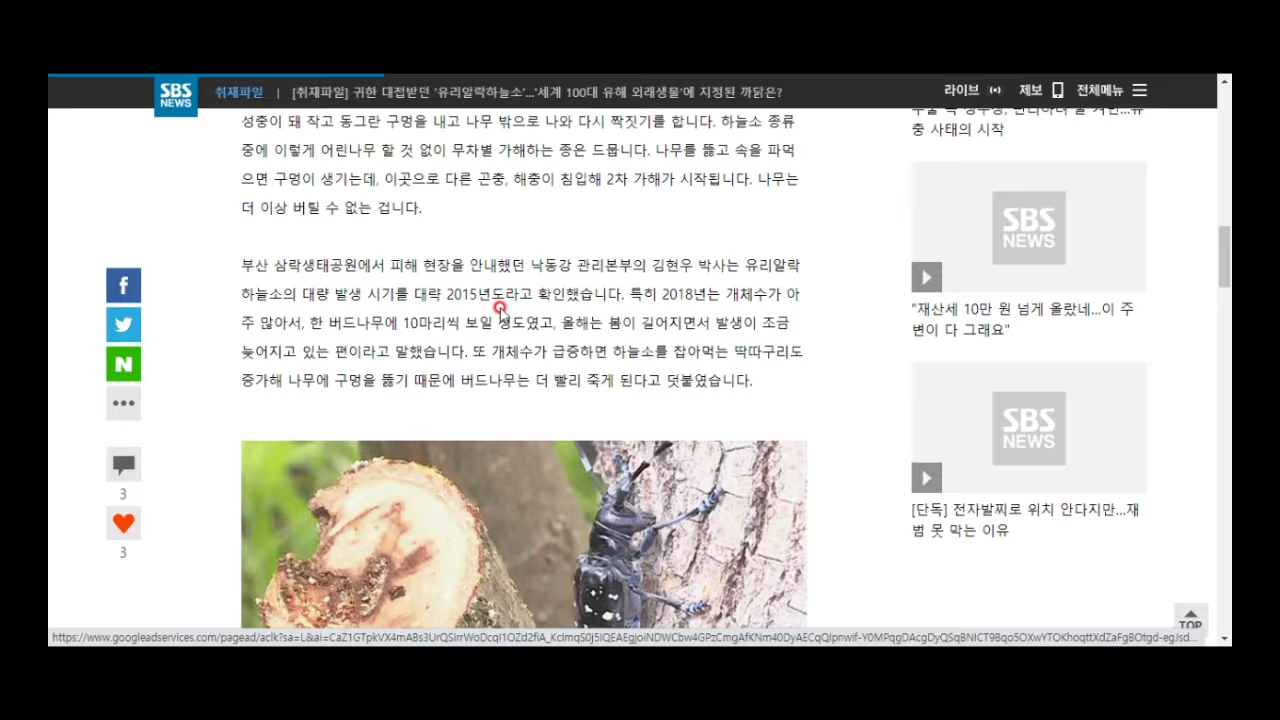 SBS NEWS
취재파일 | [취재파일] 귀한 대접받던 '유리알락하늘소'...'세계 100대 유해 외래생물'에 지정된 까닭은?
라이브 제보 전체메뉴
성충이 돼 작고 동그란 구멍을 내고 나무 밖으로 나와 다시 짝짓기를 합니다. 하늘소 종류
중에 이렇게 어린나무 할 것 없이 무차별 가해하는 종은 드뭅니다. 나무를 뚫고 속을 파먹
으면 구멍이 생기는데, 이곳으로 다른 곤충, 해충이 침입해 2차 가해가 시작됩니다. 나무는
더 이상 버틸 수 없는 겁니다.
부산 삼락생태공원에서 피해 현장을 안내했던 낙동강 관리본부의 김현우 박사는 유리알락
하늘소의 대량 발생 시기를 대략 2015년도라고 확인했습니다. 특히 2018년는 개체수가 아
주 많아서, 한 버드나무에 10마리씩 보일 정도였고, 올해는 봄이 길어지면서 발생이 조금
늦어지고 있는 편이라고 말했습니다. 또 개체수가 급증하면 하늘소를 잡아먹는 딱따구리도
증가해 나무에 구멍을 뚫기 때문에 버드나무는 더 빨리 죽게 된다고 덧붙였습니다.
f
N
3
3
충 사태의 시작
SBS
NEWS
"재산세 10만 원 넘게 올랐네...이 주
변이 다 그래요"
SBS
NEWS
[단독] 전자발찌로 위치 안다지만...재
범 못 막는 이유
TOP